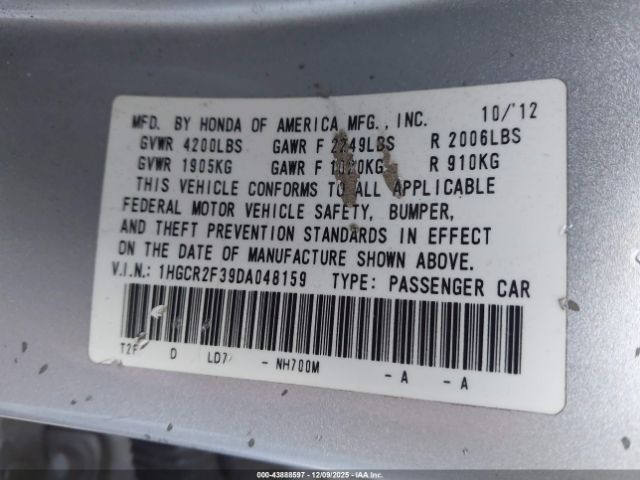 MFD. BY HONDA OF AMERICA MFG., INC. 10/'12
GVWR 4200LBS GAWR F 2249LBS R 2006LBS
GVWR 1905KG GAWR F 1020KG R 910KG
THIS VEHICLE CONFORMS TO ALL APPLICABLE
FEDERAL MOTOR VEHICLE SAFETY, BUMPER,
AND THEFT PREVENTION STANDARDS IN EFFECT
ON THE DATE OF MANUFACTURE SHOWN ABOVE.
V.I.N.: 1HGCR2F39DA048159 TYPE: PASSENGER CAR
T2F D LD7 - NH700M - A - A
000-43888597 - 12/09/2025 - IAA Inc.